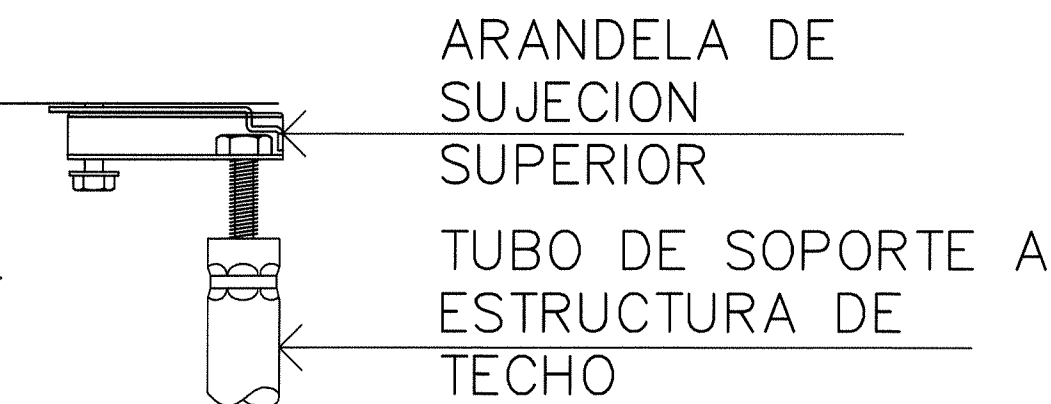 ARANDELA DE
SUJECION
SUPERIOR
TUBO DE SOPORTE A
ESTRUCTURA DE
TECHO